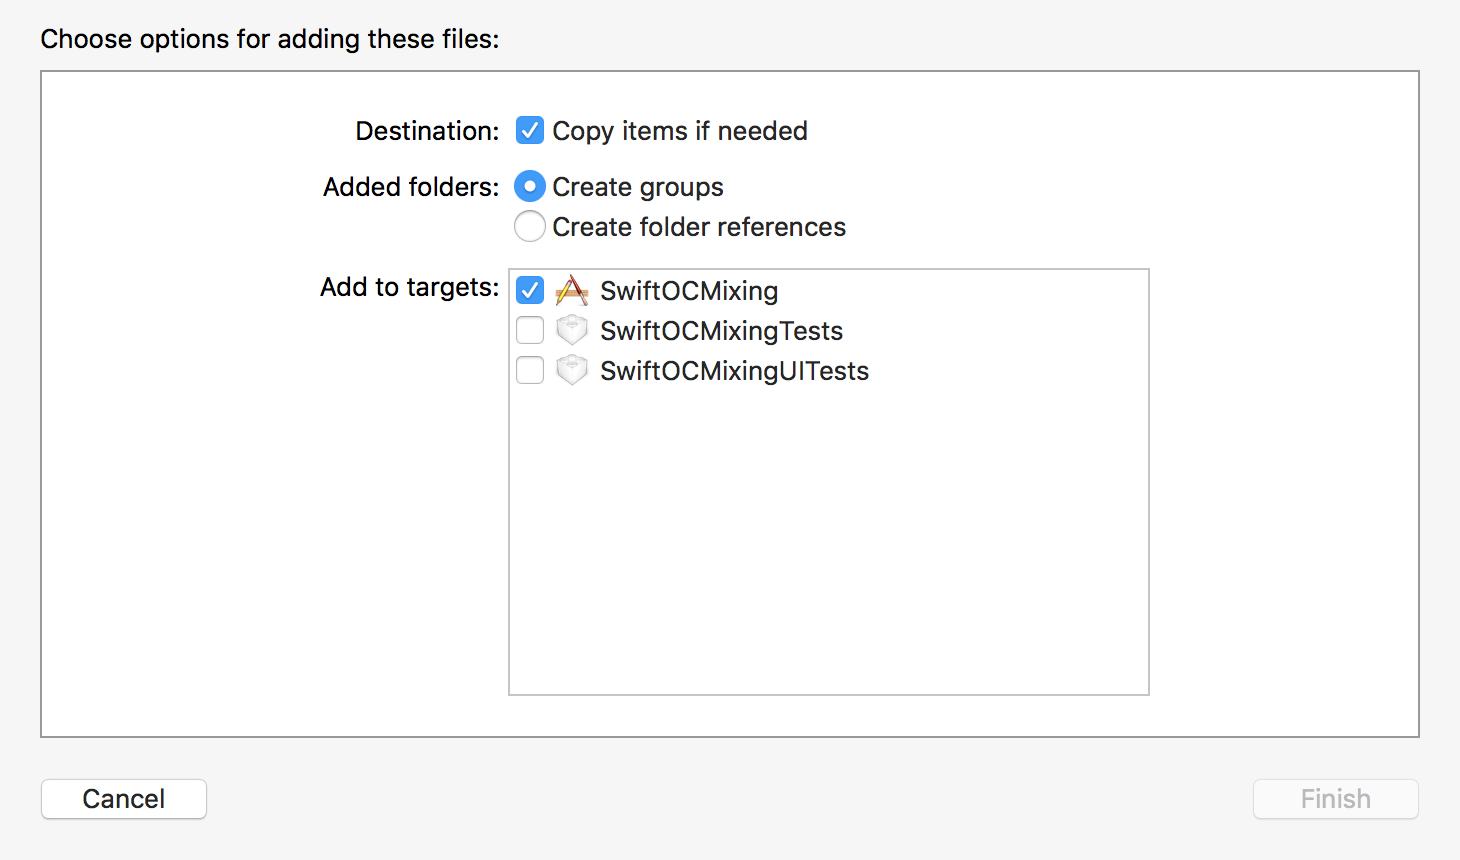 Choose options for adding these files:
Destination: Copy items if needed
Added folders: Create groups
Create folder references
Add to targets: SwiftOCMixing
SwiftOCMixingTests
SwiftOCMixingUITests
Cancel Finish